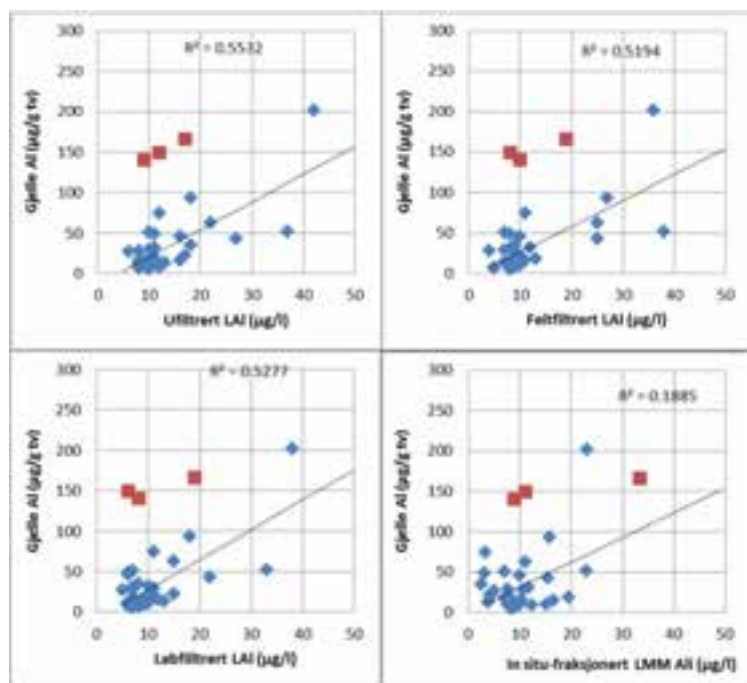 R² = 0.5532
Gjelle Al (µg/g tv)
300
250
200
150
100
50
0
0 10 20 30 40 50
Ufiltrert LAl (µg/l)
R² = 0.5194
Gjelle Al (µg/g tv)
300
250
200
150
100
50
0
0 10 20 30 40 50
Feltfiltrert LAl (µg/l)
R² = 0.5277
Gjelle Al (µg/g tv)
300
250
200
150
100
50
0
0 10 20 30 40 50
Labfiltrert LAl (µg/l)
R² = 0.1885
Gjelle Al (µg/g tv)
300
250
200
150
100
50
0
0 10 20 30 40 50
In situ-fraksjonert LMM Ali (µg/l)